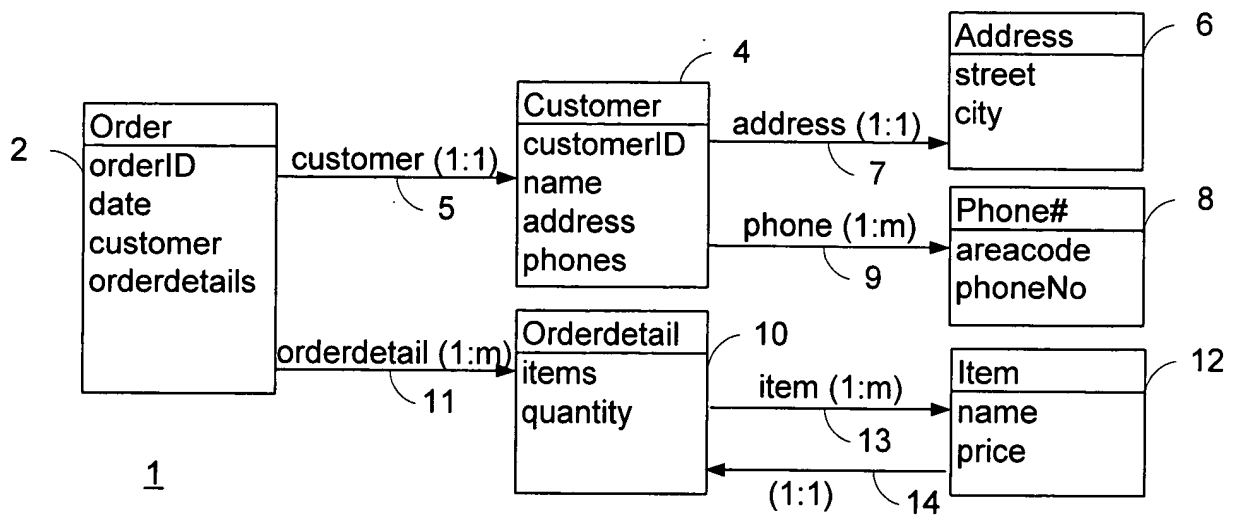 Order
orderID
date
customer
orderdetails
2
customer (1:1)
5
orderdetail (1:m)
11
1
Customer
customerID
name
address
phones
4
address (1:1)
7
phone (1:m)
9
Orderdetail
items
quantity
10
item (1:m)
13
(1:1)
14
Address
street
city
6
Phone#
areacode
phoneNo
8
Item
name
price
12